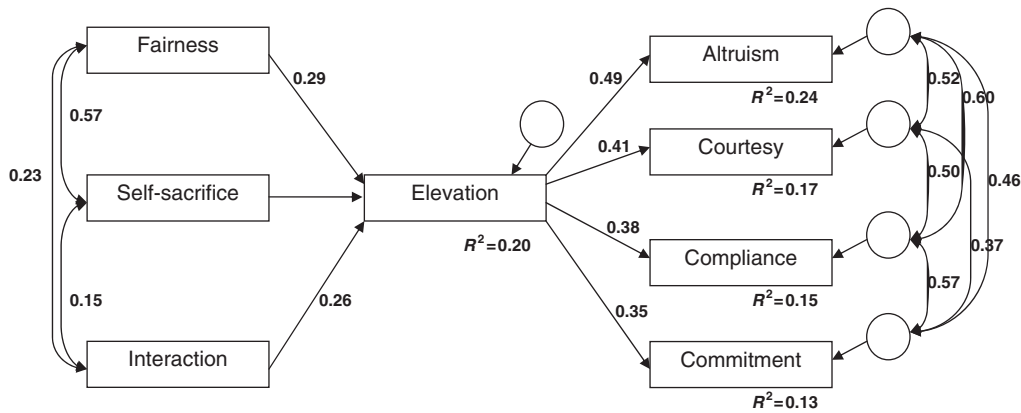 Fairness
Altruism
0.29
0.49
R²=0.24
0.52
0.60
0.57
0.41
Courtesy
0.23
Self-sacrifice
Elevation
R²=0.17
0.50
0.46
0.38
R²=0.20
Compliance
0.37
0.15
0.26
0.35
R²=0.15
0.57
Interaction
Commitment
R²=0.13